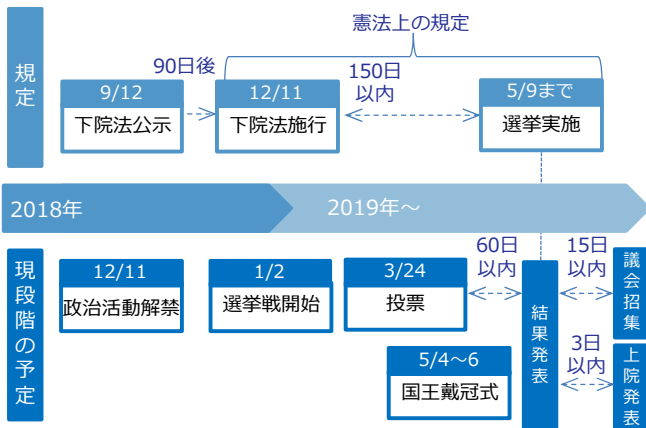 憲法上の規定
規定
90日後
150日
以内
9/12
下院法公示
12/11
下院法施行
5/9まで
選挙実施
2018年
2019年～
現段階の予定
12/11
政治活動解禁
1/2
選挙戦開始
3/24
投票
60日
以内
結果発表
15日
以内
議会招集
5/4～6
国王戴冠式
3日
以内
上院発表